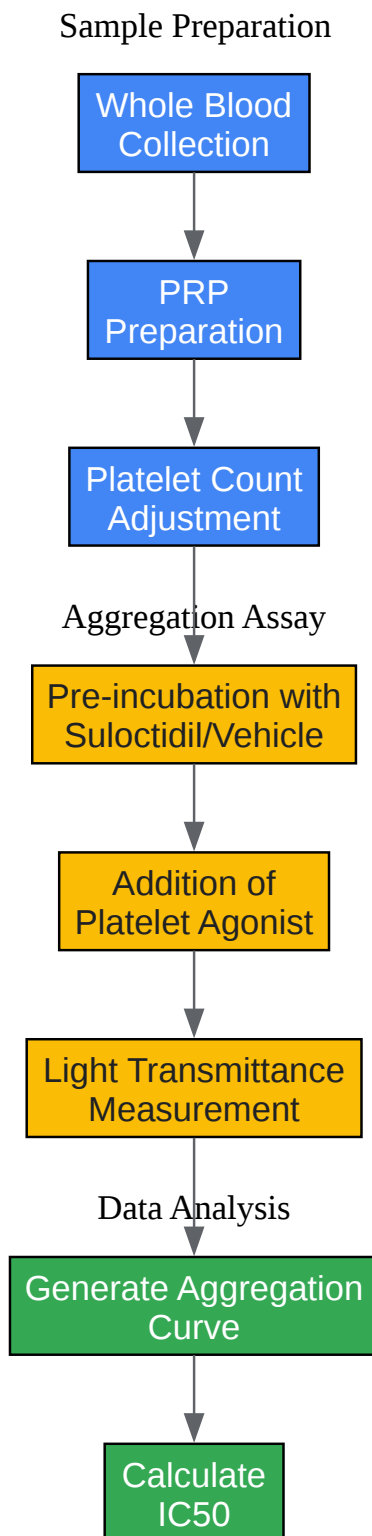 Sample Preparation
Whole Blood
Collection
PRP
Preparation
Platelet Count
Adjustment
Aggregation Assay
Pre-incubation with
Suloctidil/Vehicle
Addition of
Platelet Agonist
Light Transmittance
Measurement
Data Analysis
Generate Aggregation
Curve
Calculate
IC50